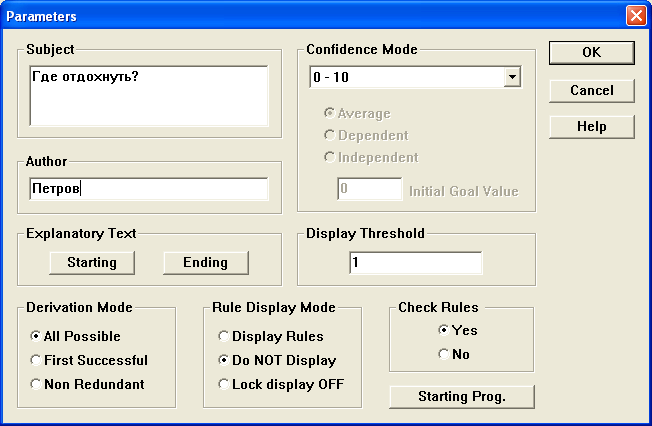 Parameters
Subject
Где отдохнуть?
Author
Петров
Explanatory Text
Starting
Ending
Confidence Mode
0 - 10
Average
Dependent
Independent
0
Initial Goal Value
Display Threshold
1
OK
Cancel
Help
Derivation Mode
All Possible
First Successful
Non Redundant
Rule Display Mode
Display Rules
Do NOT Display
Lock display OFF
Check Rules
Yes
No
Starting Prog.